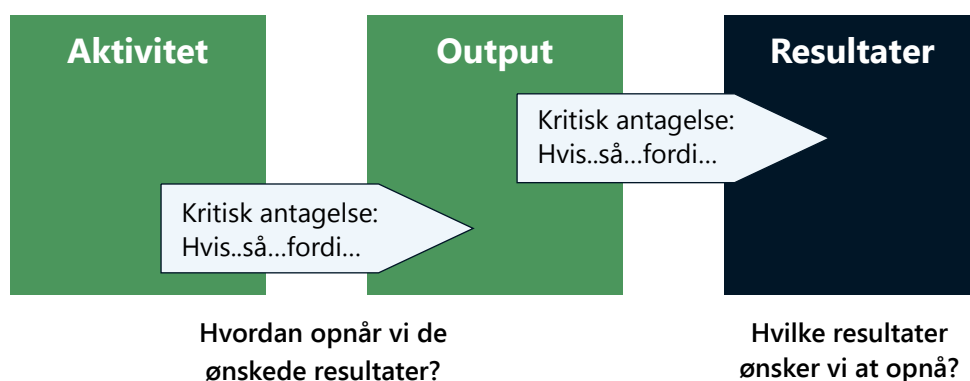 Aktivitet
Output
Resultater
Kritisk antagelse:
Hvis..så...fordi...
Kritisk antagelse:
Hvis..så...fordi...
Hvordan opnår vi de
ønskede resultater?
Hvilke resultater
ønsker vi at opnå?